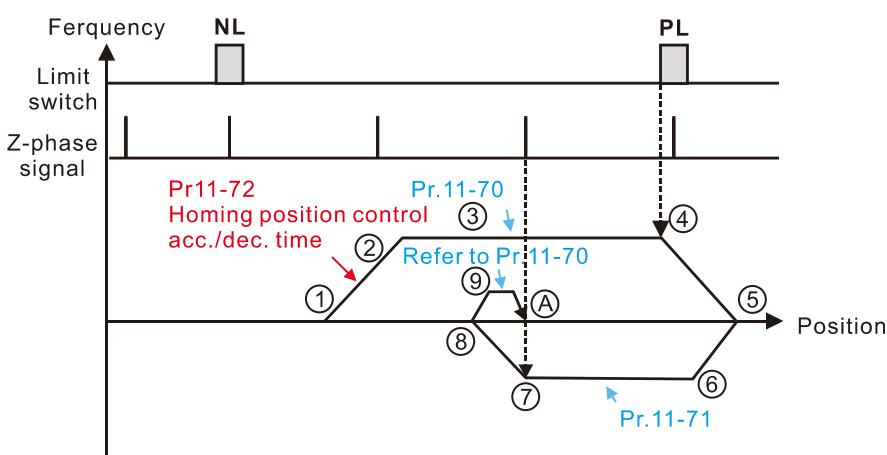 Ferquency
NL
PL
Limit
switch
Z-phase
signal
Pr11-72
Homing position control
acc./dec. time
Pr.11-70
③
②
④
Refer to Pr.11-70
⑨
①
Ⓐ
⑤
Position
⑧
⑦
⑥
Pr.11-71